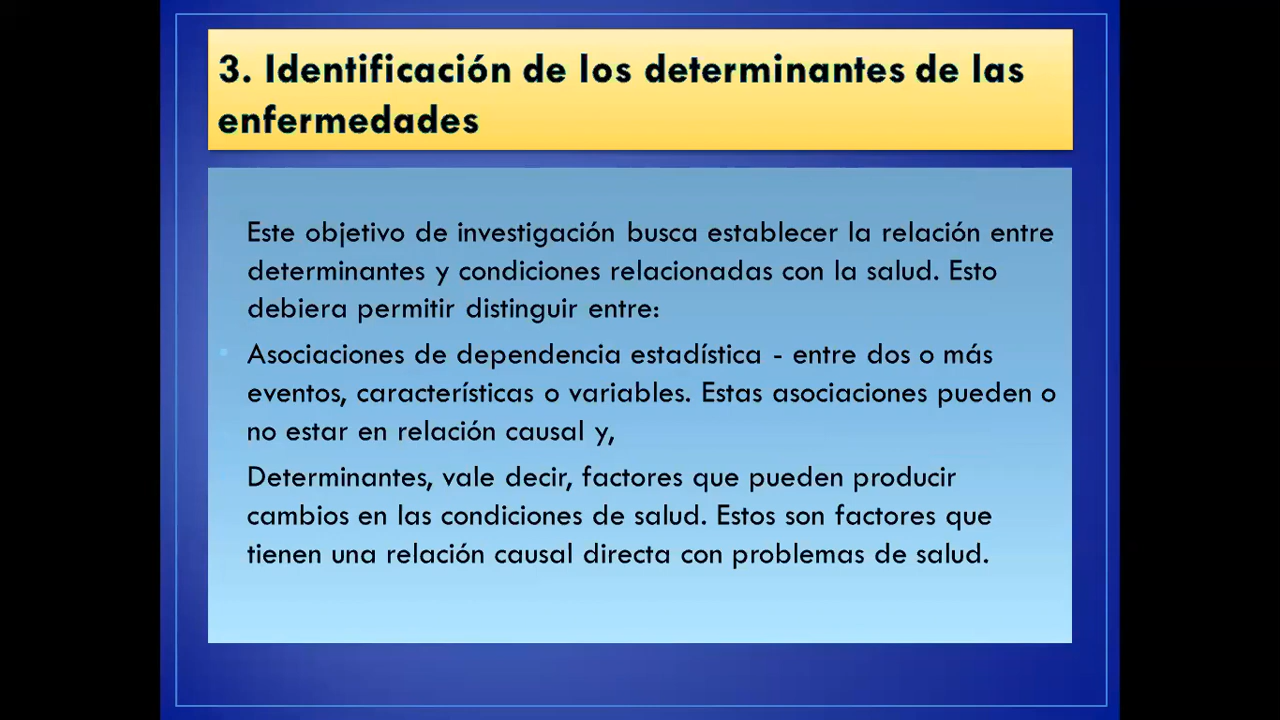 3. Identificación de los determinantes de las
enfermedades
Este objetivo de investigación busca establecer la relación entre
determinantes y condiciones relacionadas con la salud. Esto
debiera permitir distinguir entre:
Asociaciones de dependencia estadística - entre dos o más
eventos, características o variables. Estas asociaciones pueden o
no estar en relación causal y,
Determinantes, vale decir, factores que pueden producir
cambios en las condiciones de salud. Estos son factores que
tienen una relación causal directa con problemas de salud.